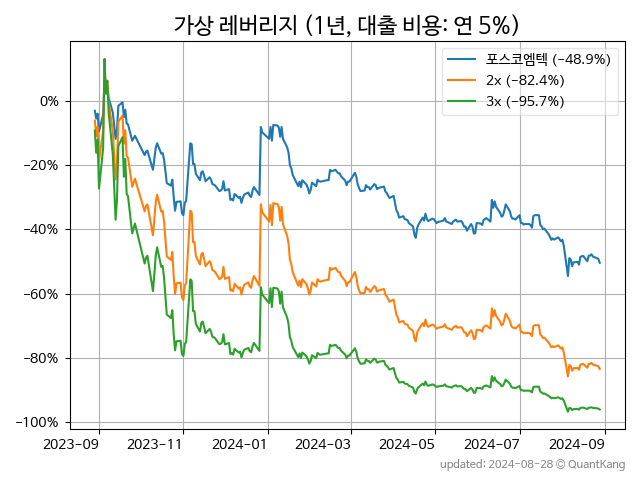 가상 레버리지 (1년, 대출 비용: 연 5%)
포스코엠텍 (−48.9%)
2x (−82.4%)
3x (−95.7%)
0%
−20%
−40%
−60%
−80%
−100%
2023-09 2023-11 2024-01 2024-03 2024-05 2024-07 2024-09
updated: 2024-08-28 © QuantKang